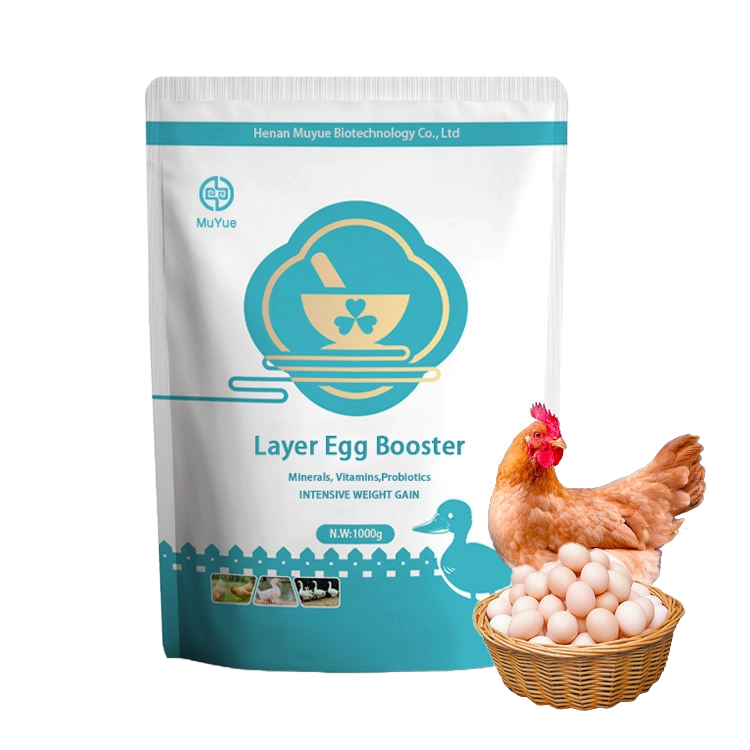 Henan Muyue Biotechnology Co., Ltd
MuYue
Layer Egg Booster
Minerals, Vitamins,Probiotics
INTENSIVE WEIGHT GAIN
N.W:1000g